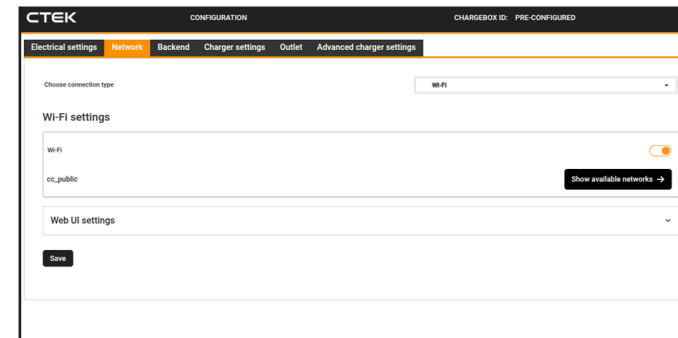 CTEK CONFIGURATION CHARGEBOX ID: PRE-CONFIGURED
Electrical settings Network Backend Charger settings Outlet Advanced charger settings
Choose connection type WI-FI
Wi-Fi settings
WI-FI
cc_public Show available networks →
Web UI settings
Save